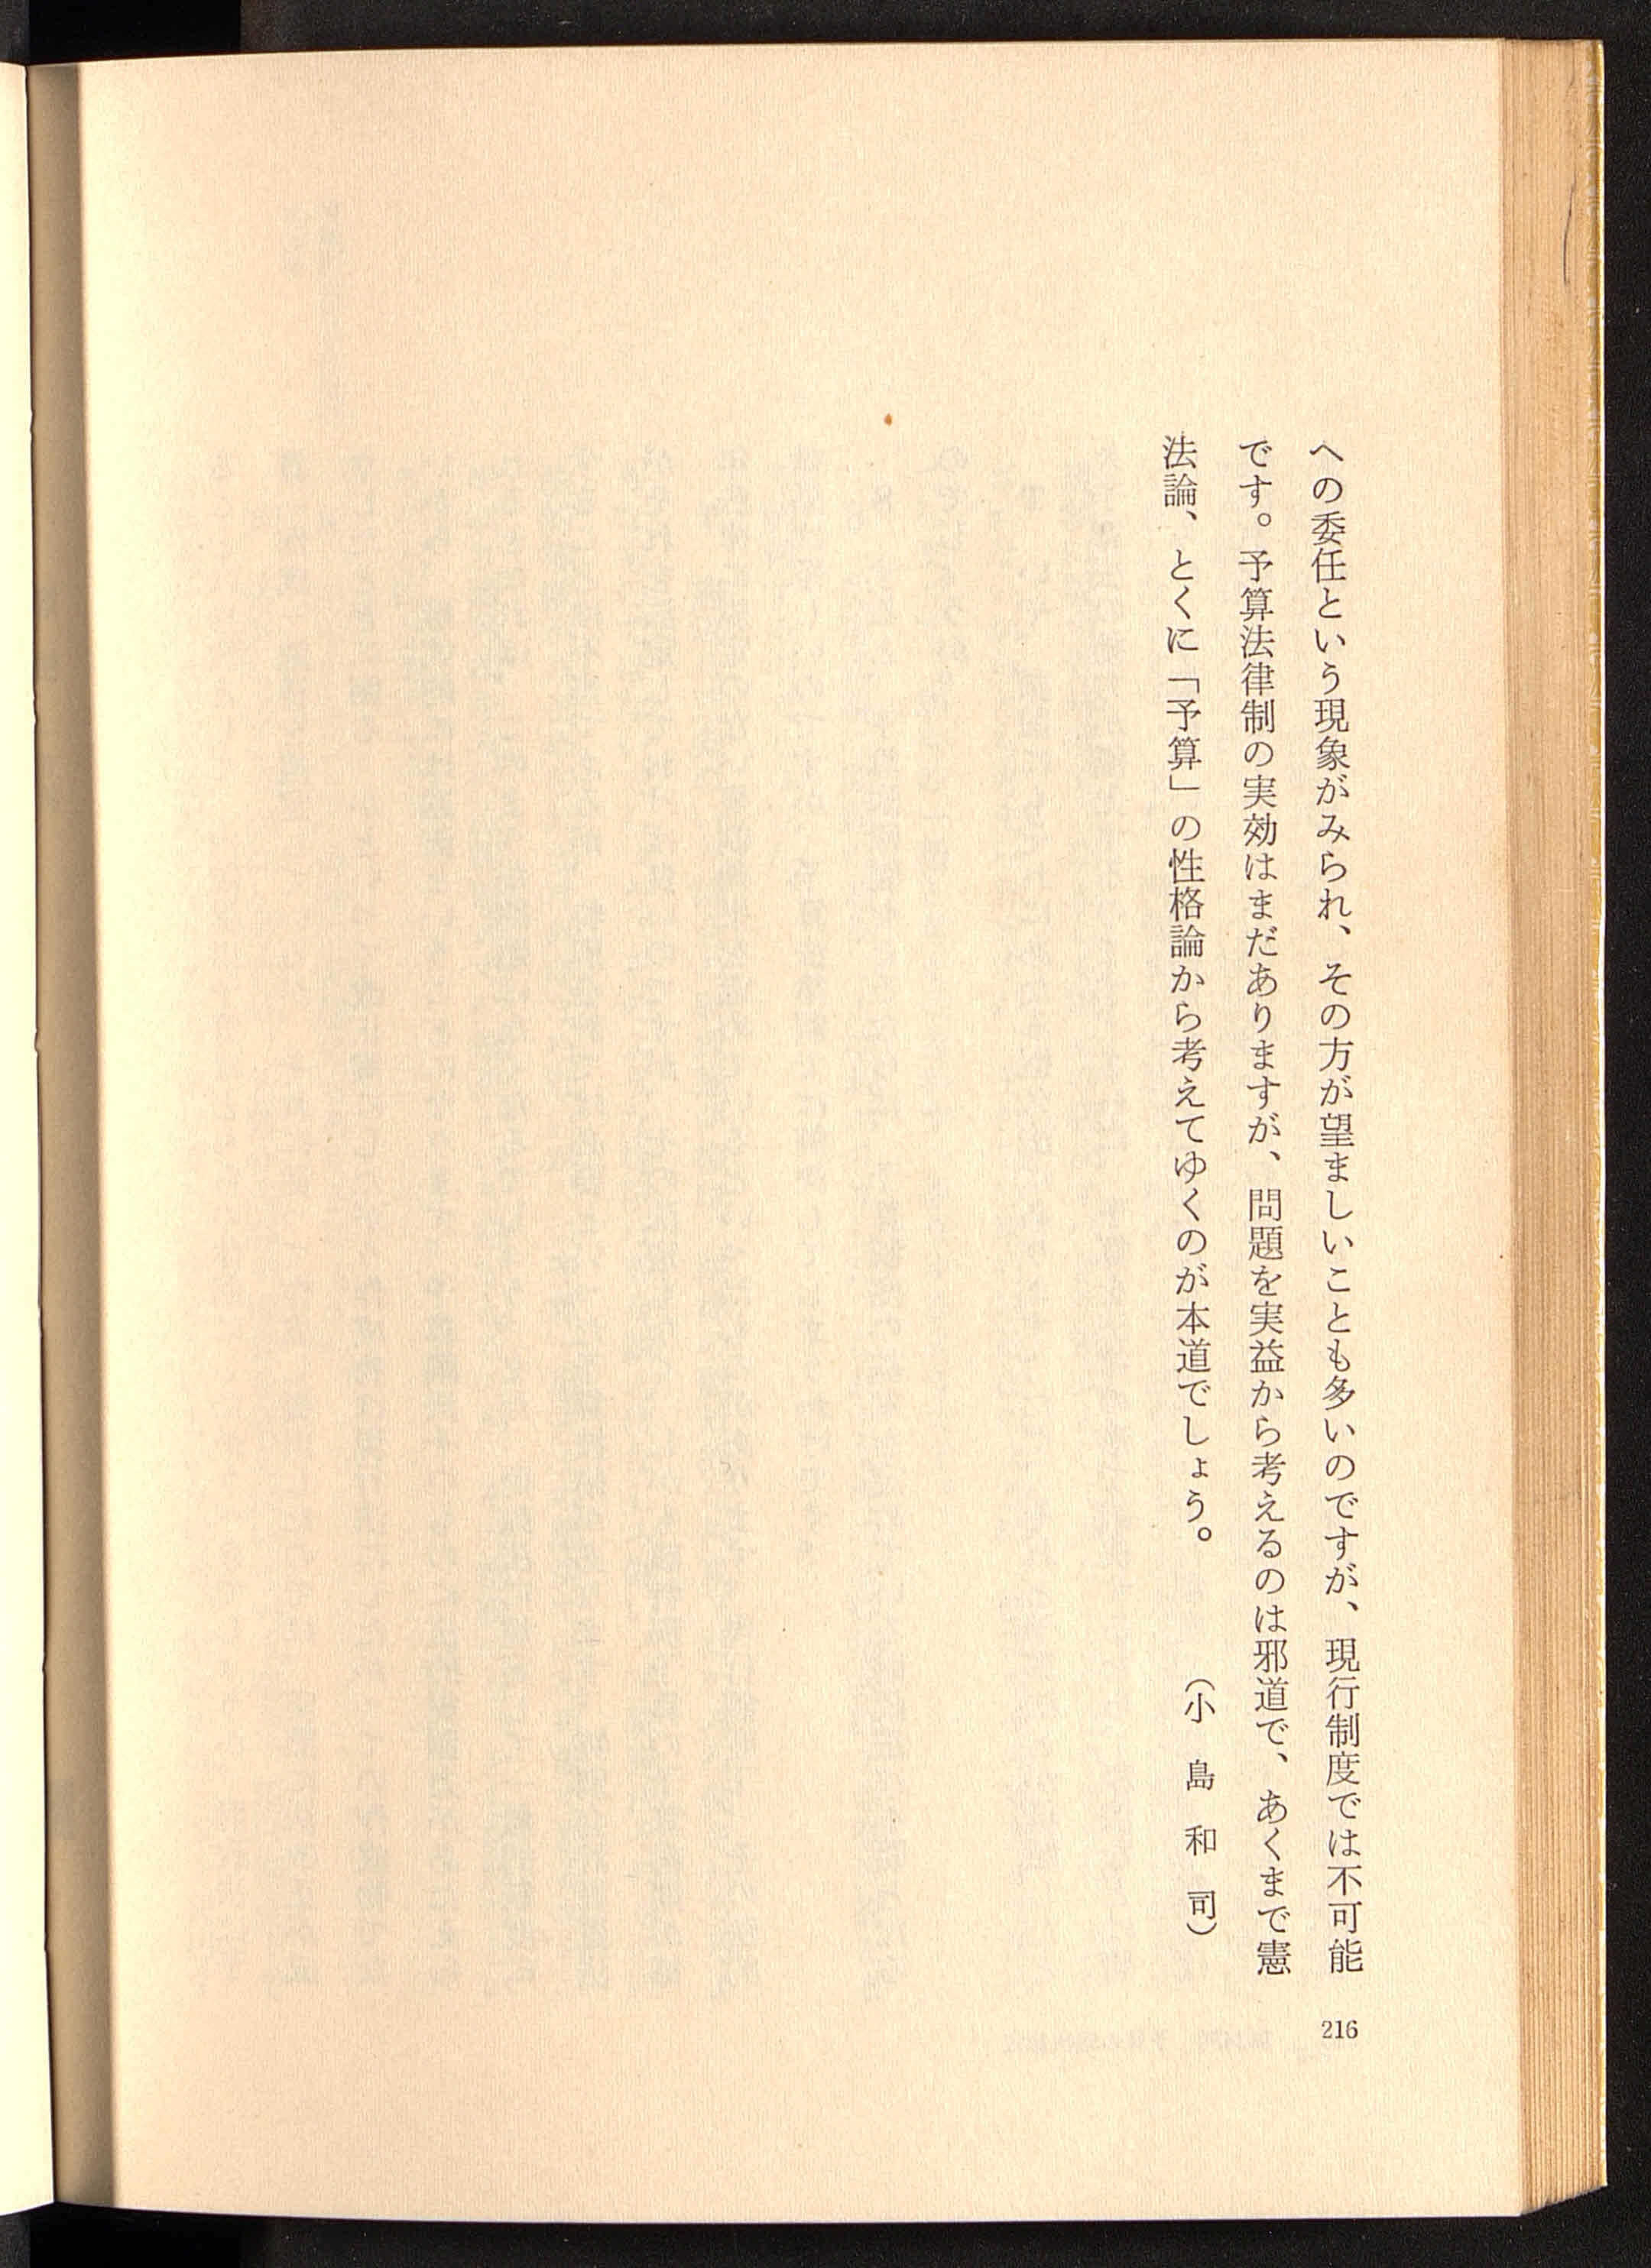 への委任という現象がみられ、その方が望ましいことも多いのですが、現行制度では不可能
です。予算法律制の実効はまだありますが、問題を実益から考えるのは邪道で、あくまで憲
法論、とくに「予算」の性格論から考えてゆくのが本道でしょう。
（小島和司）
216